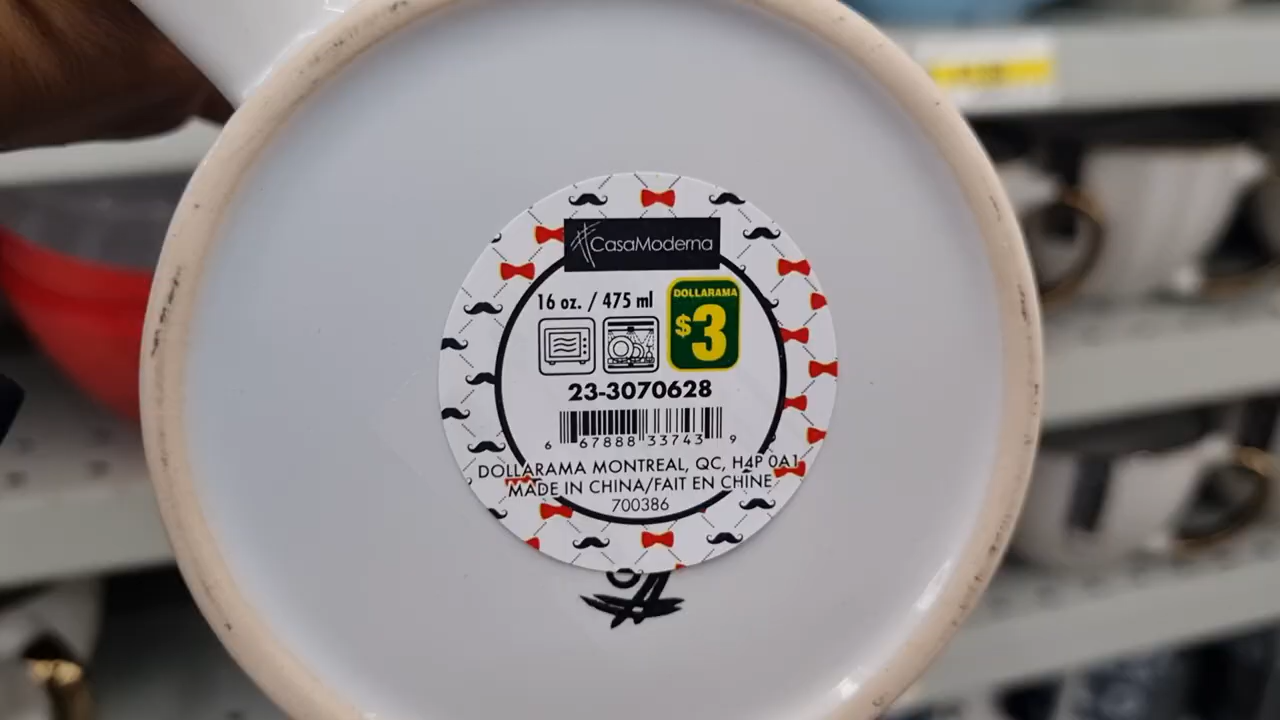 CasaModerna
16 oz. / 475 ml
DOLLARAMA
$3
23-3070628
6 67888 33743 9
DOLLARAMA MONTREAL, QC, H4P 0A1
MADE IN CHINA/FAIT EN CHINE
700386